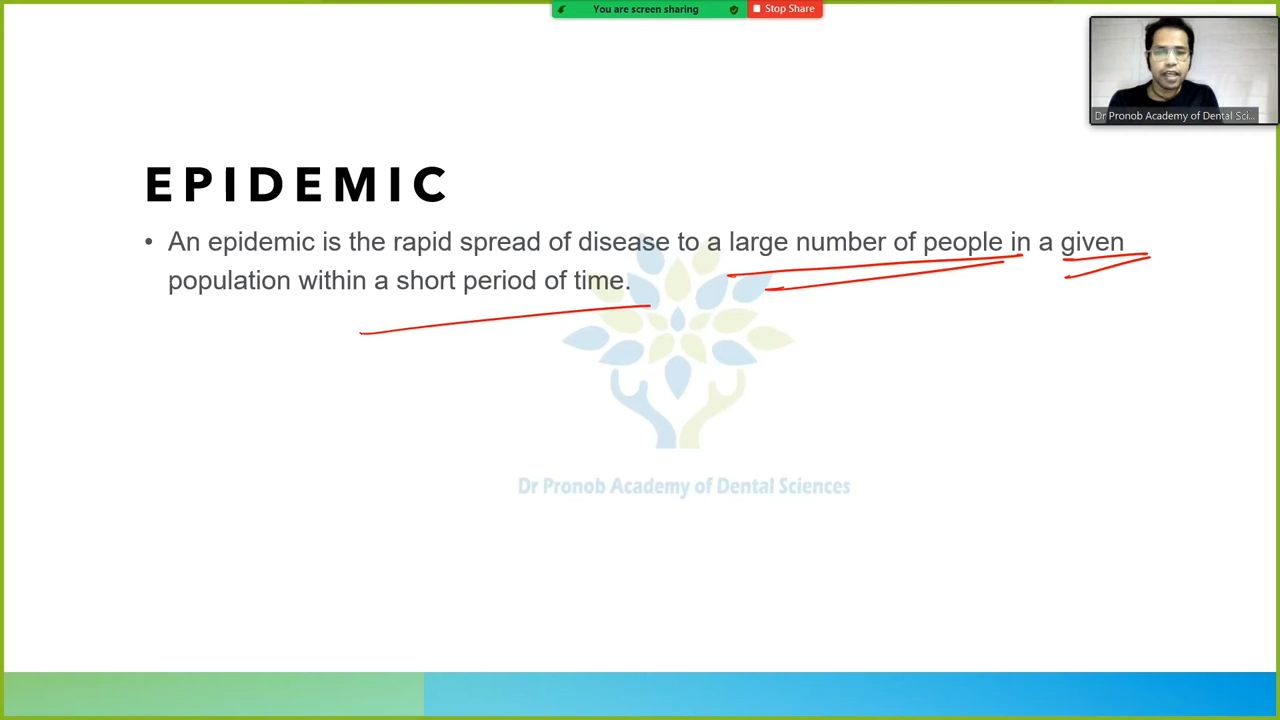 You are screen sharing
Stop Share
Dr Pronob Academy of Dental Sci...
EPIDEMIC
• An epidemic is the rapid spread of disease to a large number of people in a given
population within a short period of time.
Dr Pronob Academy of Dental Sciences